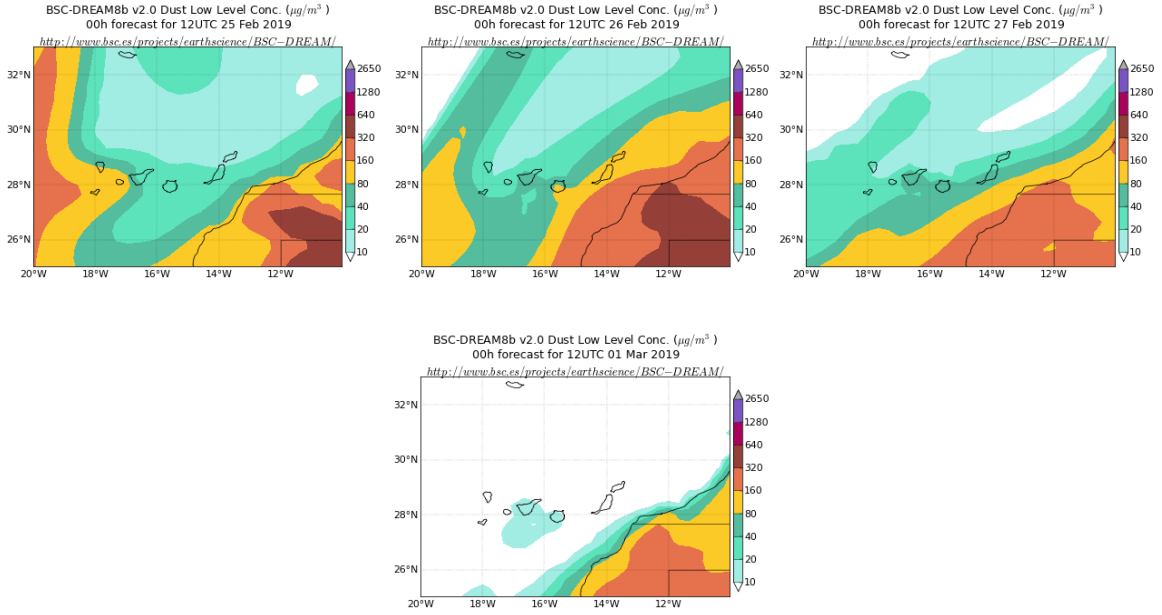 BSC-DREAM8b v2.0 Dust Low Level Conc. (μg/m³ )
00h forecast for 12UTC 25 Feb 2019
http://www.bsc.es/projects/earthscience/BSC−DREAM/
32°N
30°N
28°N
26°N
20°W 18°W 16°W 14°W 12°W
2650
1280
640
320
160
80
40
20
10
BSC-DREAM8b v2.0 Dust Low Level Conc. (μg/m³ )
00h forecast for 12UTC 26 Feb 2019
http://www.bsc.es/projects/earthscience/BSC−DREAM/
32°N
30°N
28°N
26°N
20°W 18°W 16°W 14°W 12°W
2650
1280
640
320
160
80
40
20
10
BSC-DREAM8b v2.0 Dust Low Level Conc. (μg/m³ )
00h forecast for 12UTC 27 Feb 2019
http://www.bsc.es/projects/earthscience/BSC−DREAM/
32°N
30°N
28°N
26°N
20°W 18°W 16°W 14°W 12°W
2650
1280
640
320
160
80
40
20
10
BSC-DREAM8b v2.0 Dust Low Level Conc. (μg/m³ )
00h forecast for 12UTC 01 Mar 2019
http://www.bsc.es/projects/earthscience/BSC−DREAM/
32°N
30°N
28°N
26°N
20°W 18°W 16°W 14°W 12°W
2650
1280
640
320
160
80
40
20
10